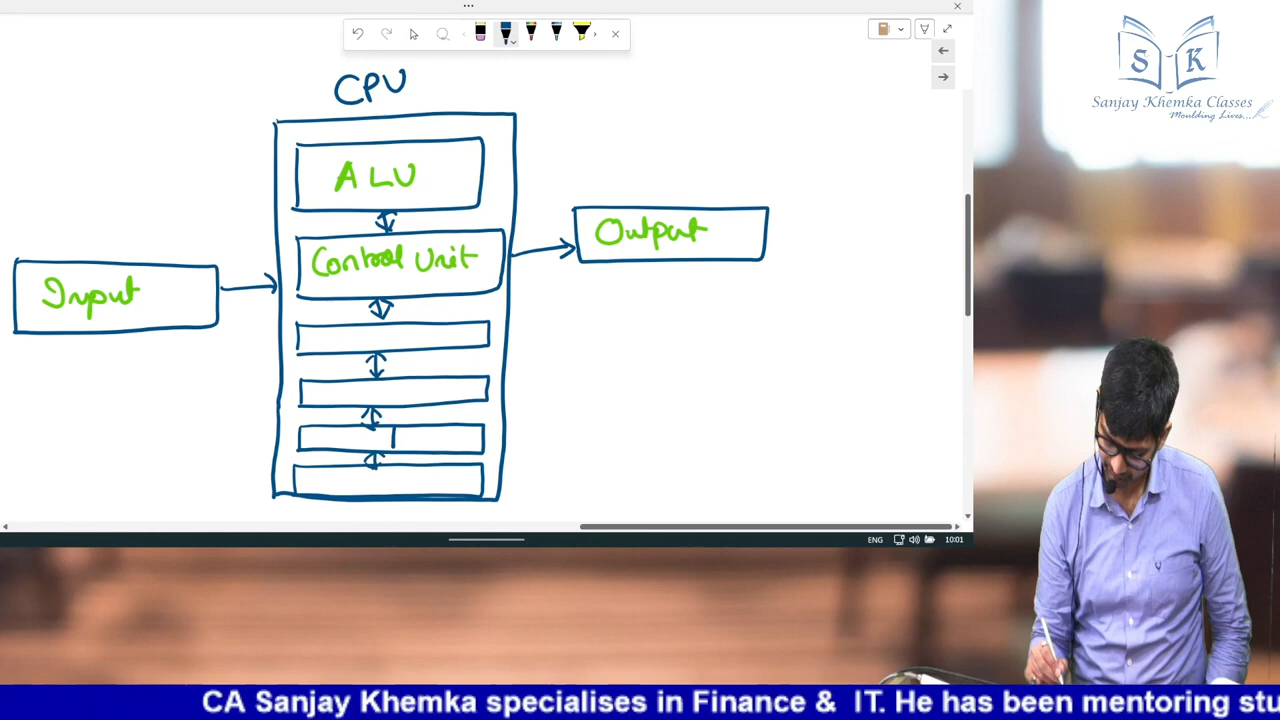 CPU
ALU
Control Unit
Input
Output
ENG
10:01
S K
Sanjay Khemka Classes
Moulding Lives...
CA Sanjay Khemka specialises in Finance & IT. He has been mentoring stu